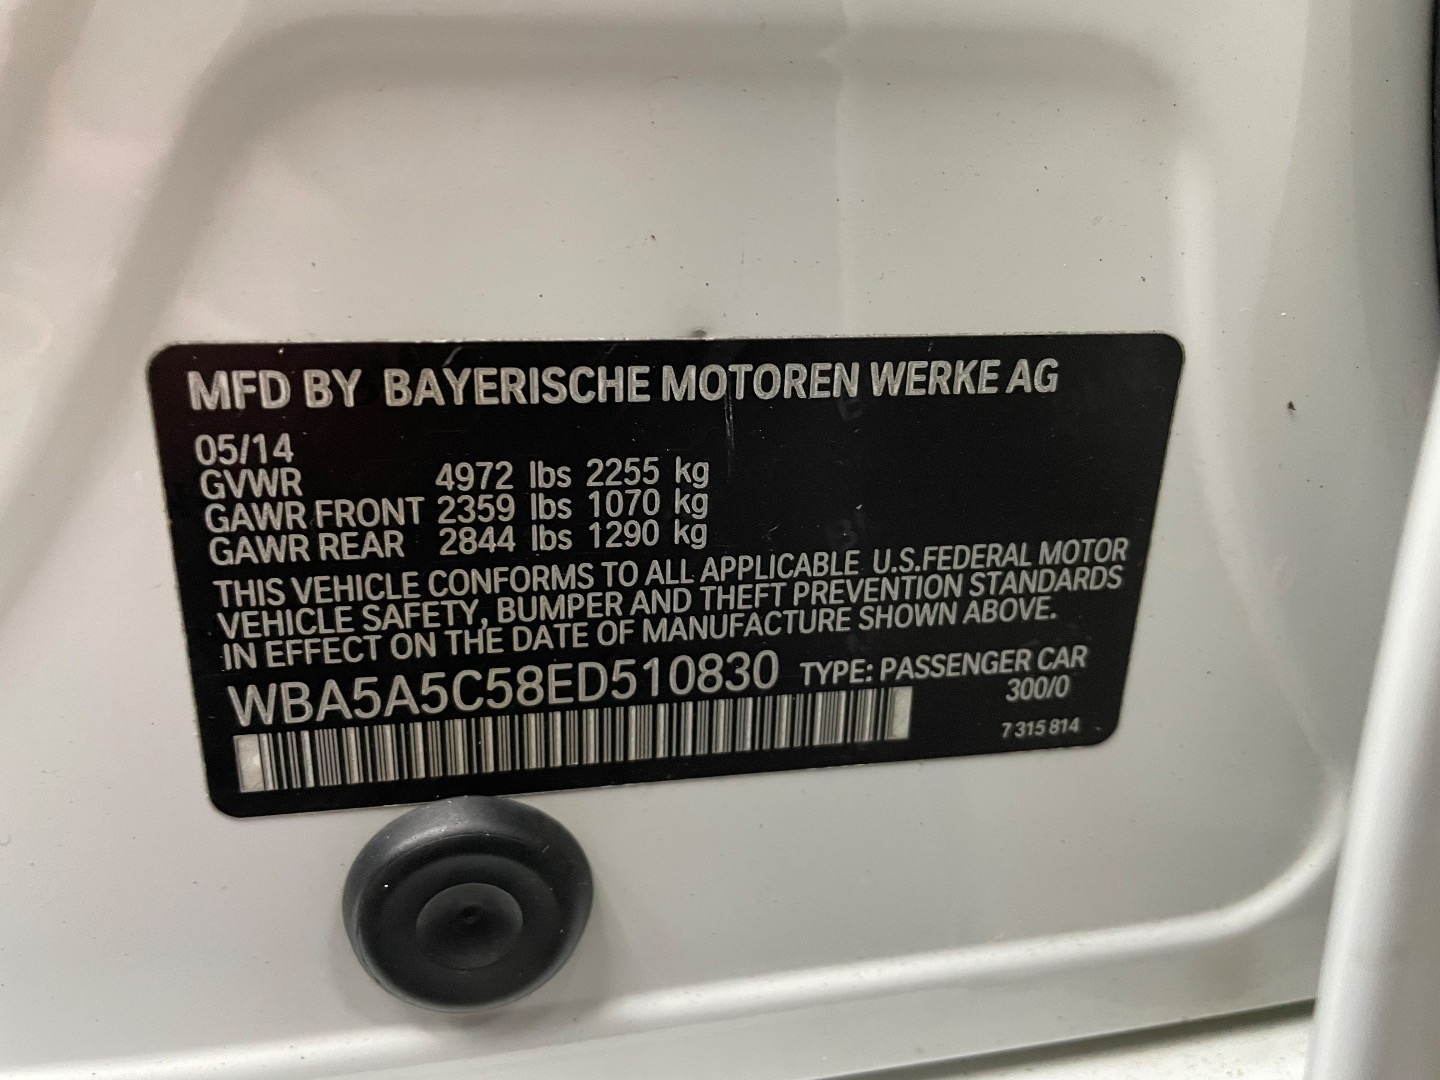 MFD BY BAYERISCHE MOTOREN WERKE AG
05/14
GVWR 4972 lbs 2255 kg
GAWR FRONT 2359 lbs 1070 kg
GAWR REAR 2844 lbs 1290 kg
THIS VEHICLE CONFORMS TO ALL APPLICABLE U.S.FEDERAL MOTOR
VEHICLE SAFETY, BUMPER AND THEFT PREVENTION STANDARDS
IN EFFECT ON THE DATE OF MANUFACTURE SHOWN ABOVE.
WBA5A5C58ED510830 TYPE: PASSENGER CAR
300/0
7 315 814